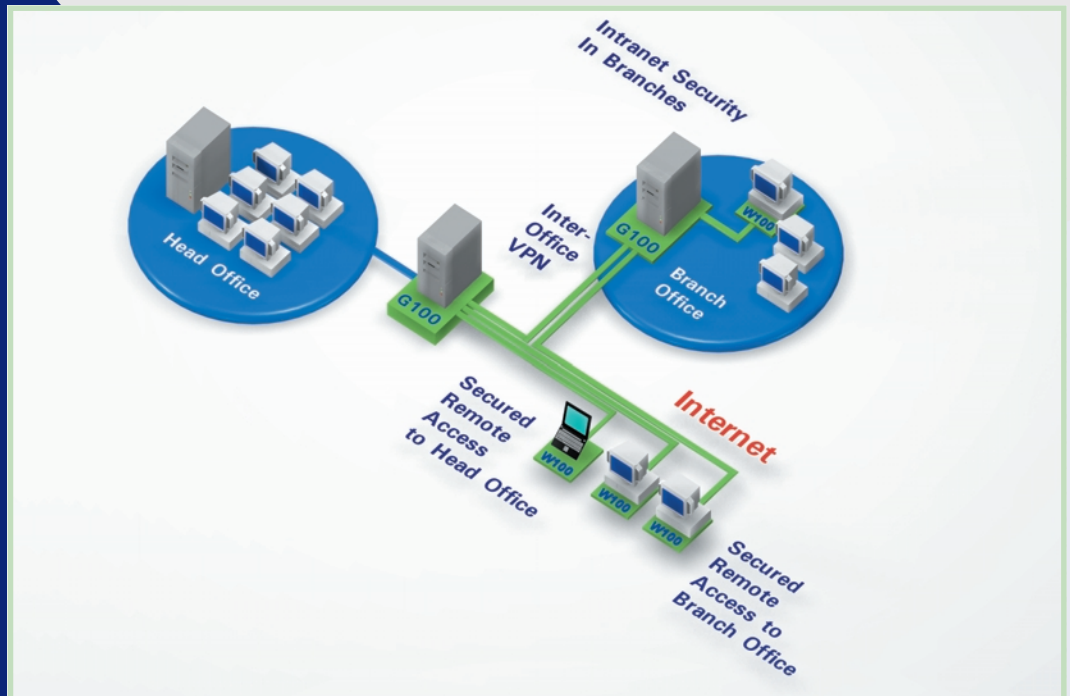 Intranet Security
In Branches
Head Office
G100
Inter-
Office
VPN
G100
W100
Branch
Office
Internet
Secured
Remote
Access
to Head Office
W100
W100
W100
Secured
Remote
Access to
Branch Office